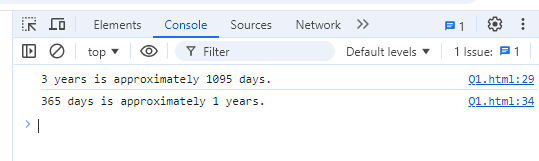 Elements Console Sources Network >> 1
top Filter Default levels 1 Issue: 1
3 years is approximately 1095 days. Q1.html:29
365 days is approximately 1 years. Q1.html:34
>